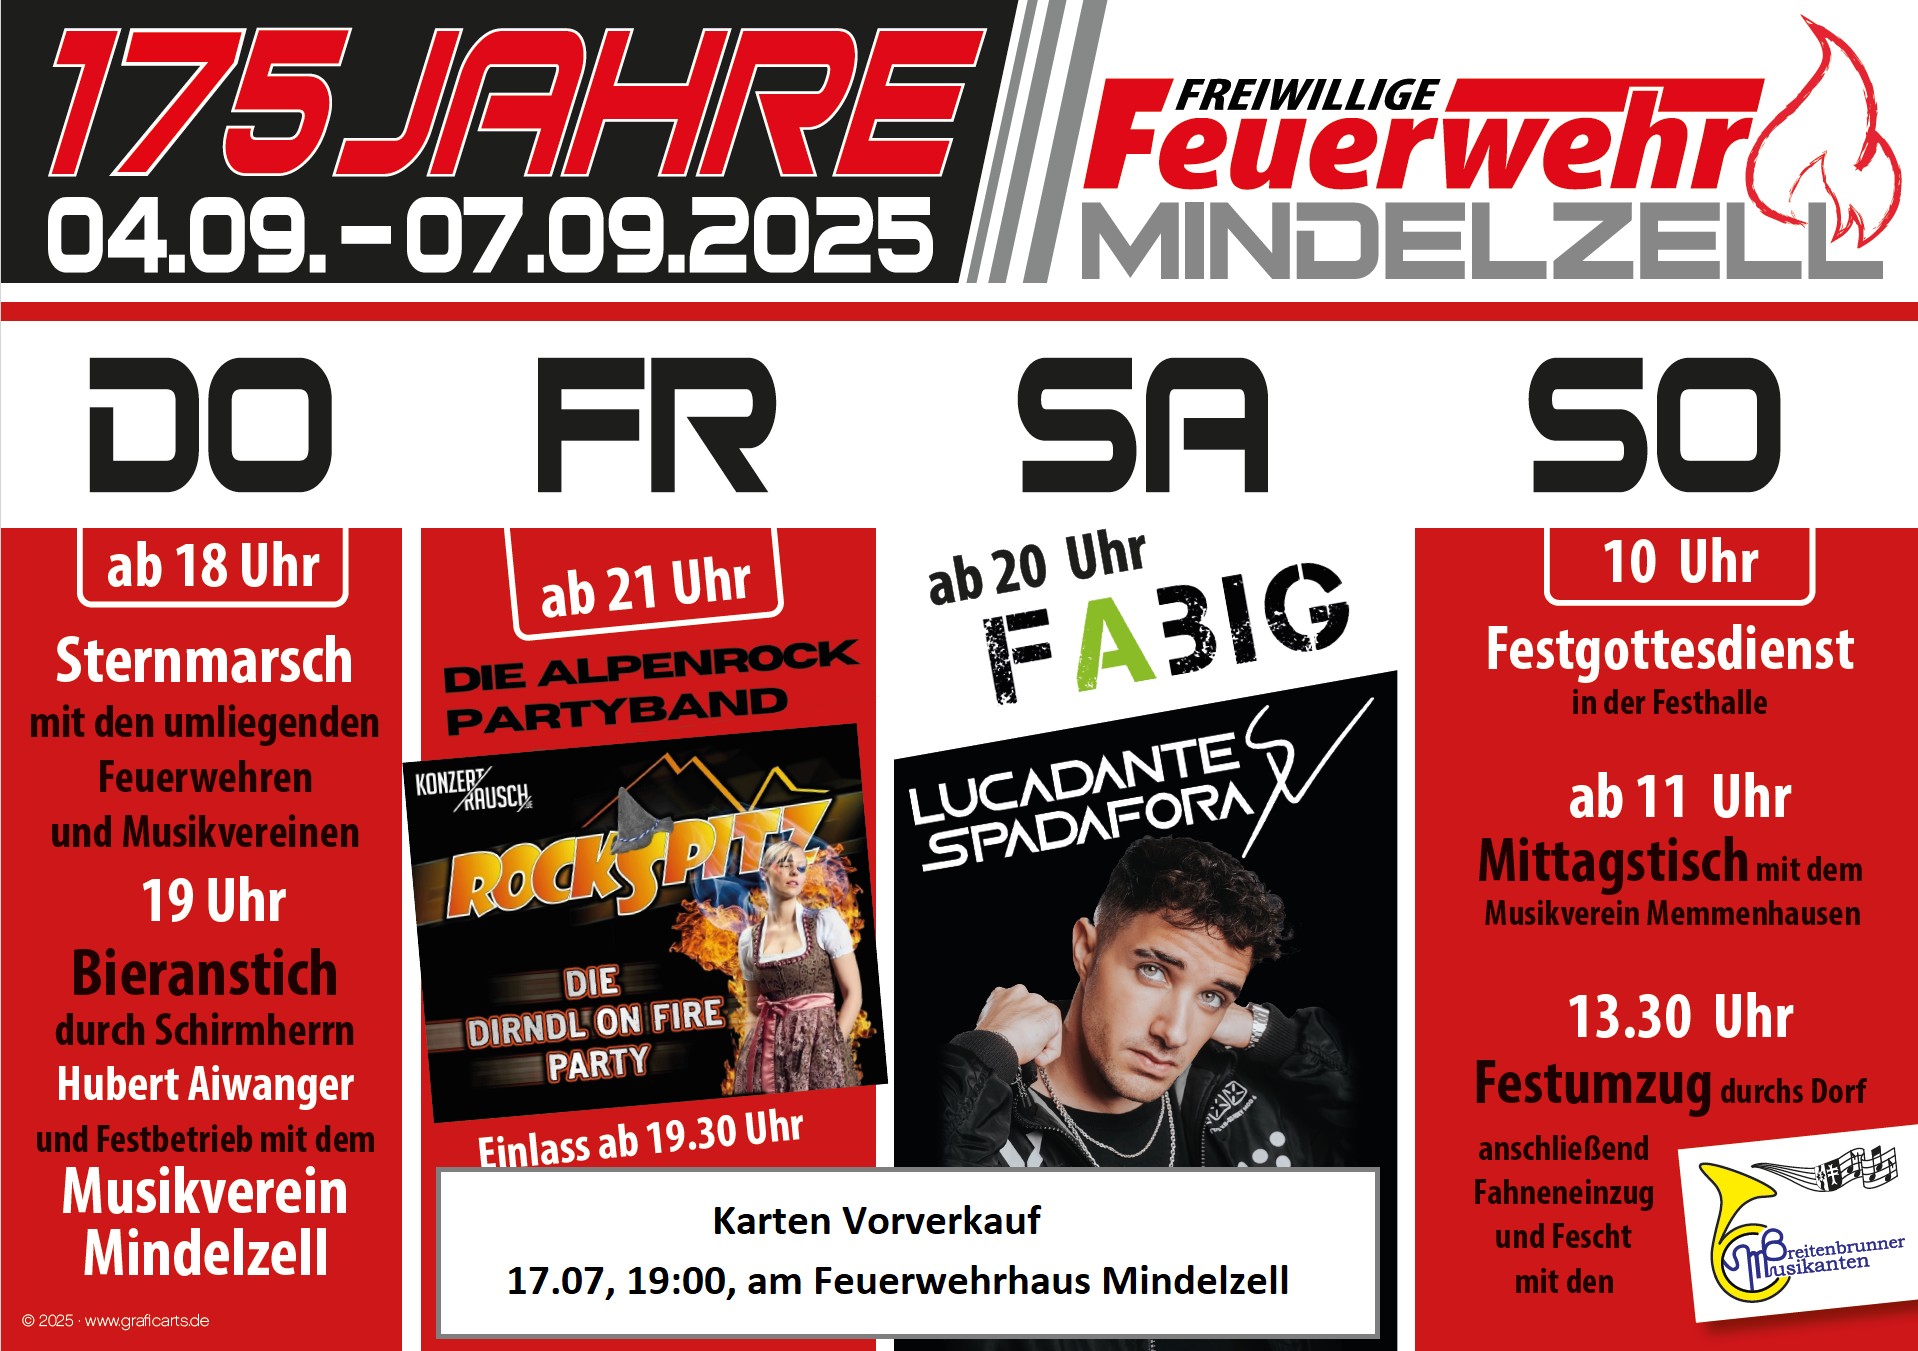 175 JAHRE
04.09. – 07.09.2025
FREIWILLIGE
Feuerwehr
MINDELZELL
DO
FR
SA
SO
ab 18 Uhr
Sternmarsch
mit den umliegenden
Feuerwehren
und Musikvereinen
19 Uhr
Bieranstich
durch Schirmherrn
Hubert Aiwanger
und Festbetrieb mit dem
Musikverein
Mindelzell
© 2025 · www.graficarts.de
ab 21 Uhr
DIE ALPENROCK
PARTYBAND
KONZERT
RAUSCH
ROCKSPITZ
DIE
DIRNDL ON FIRE
PARTY
Einlass ab 19.30 Uhr
ab 20 Uhr
FABIG
LUCADANTE
SPADAFORA
Karten Vorverkauf
17.07, 19:00, am Feuerwehrhaus Mindelzell
10 Uhr
Festgottesdienst
in der Festhalle
ab 11 Uhr
Mittagstisch mit dem
Musikverein Memmenhausen
13.30 Uhr
Festumzug durchs Dorf
anschließend
Fahneneinzug
und Fescht
mit den
Breitenbrunner
Musikanten